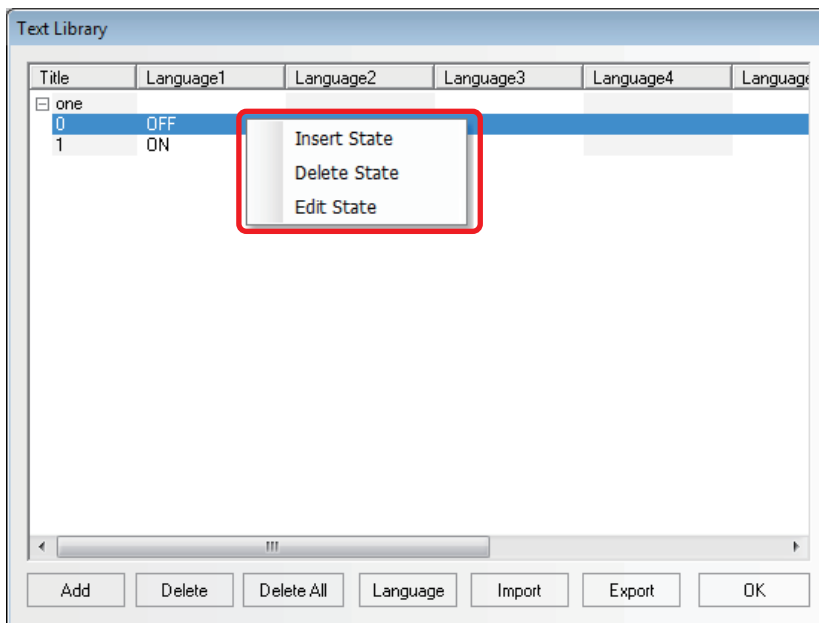 Text Library
Title Language1 Language2 Language3 Language4 Language
one
0 OFF
1 ON
Insert State
Delete State
Edit State
Add Delete Delete All Language Import Export OK